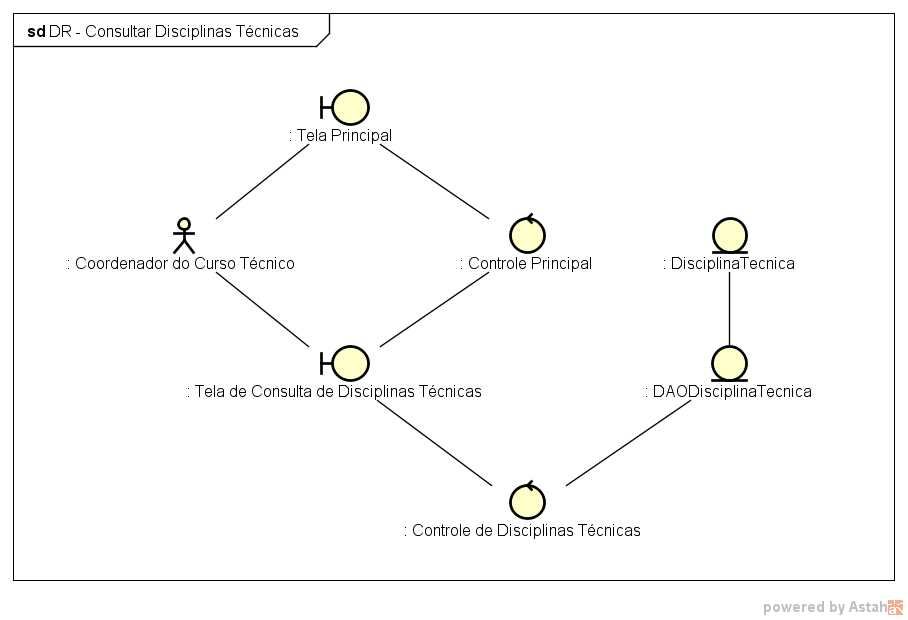 sd DR - Consultar Disciplinas Técnicas
: Tela Principal
: Coordenador do Curso Técnico
: Controle Principal
: DisciplinaTecnica
: Tela de Consulta de Disciplinas Técnicas
: DAODisciplinaTecnica
: Controle de Disciplinas Técnicas
powered by Astah